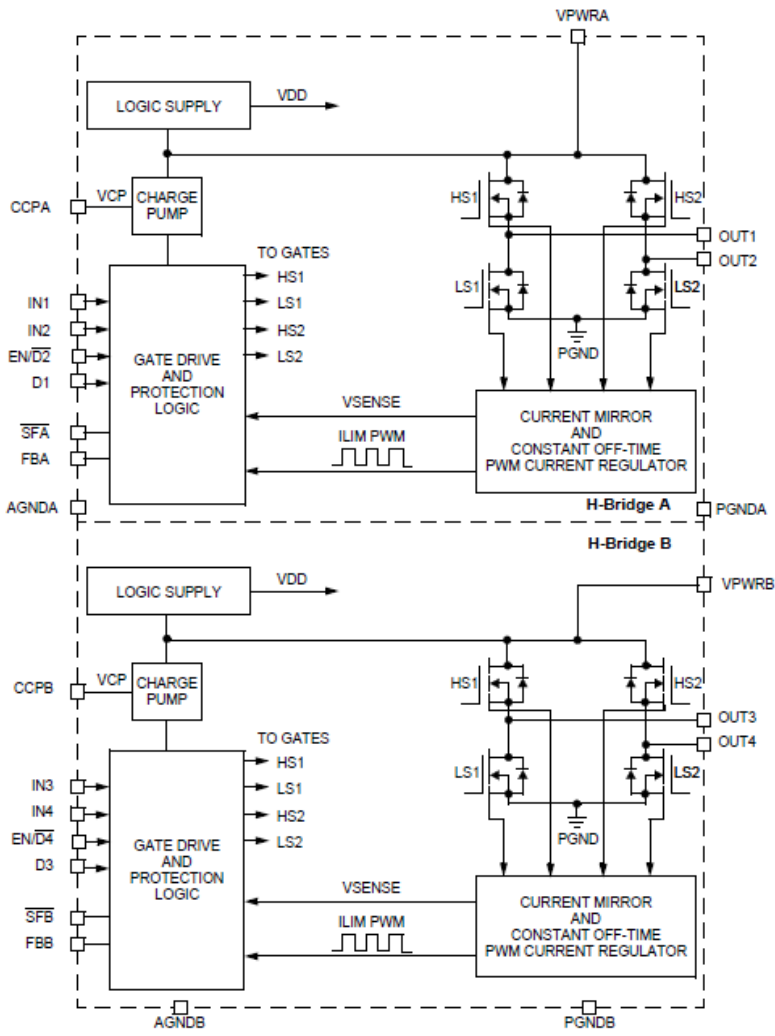 VPWRA
LOGIC SUPPLY
VDD
CCPA
VCP
CHARGE
PUMP
HS1
HS2
OUT1
OUT2
TO GATES
HS1
LS1
HS2
LS2
LS1
LS2
PGND
IN1
IN2
EN/D2
D1
SFA
FBA
GATE DRIVE
AND
PROTECTION
LOGIC
VSENSE
ILIM PWM
CURRENT MIRROR
AND
CONSTANT OFF-TIME
PWM CURRENT REGULATOR
AGNDA
H-Bridge A
PGNDA
H-Bridge B
VPWRB
LOGIC SUPPLY
VDD
CCPB
VCP
CHARGE
PUMP
HS1
HS2
OUT3
OUT4
TO GATES
HS1
LS1
HS2
LS2
LS1
LS2
PGND
IN3
IN4
EN/D4
D3
SFB
FBB
GATE DRIVE
AND
PROTECTION
LOGIC
VSENSE
ILIM PWM
CURRENT MIRROR
AND
CONSTANT OFF-TIME
PWM CURRENT REGULATOR
AGNDB
PGNDB